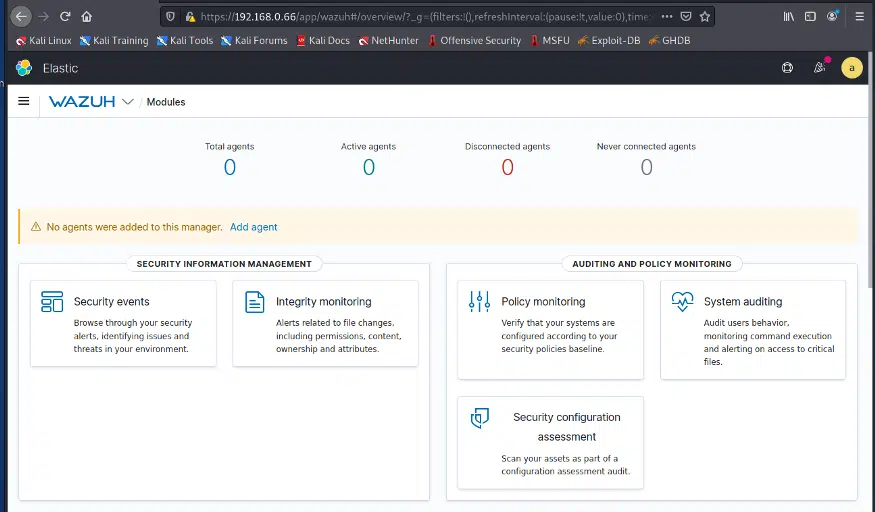 https://192.168.0.66/app/wazuh#/overview/?_g=(filters:!(),refreshInterval:(pause:!t,value:0),time:
Kali Linux Kali Training Kali Tools Kali Forums Kali Docs NetHunter Offensive Security MSFU Exploit-DB GHDB
n
Elastic a
WAZUH / Modules
Total agents Active agents Disconnected agents Never connected agents
0 0 0 0
No agents were added to this manager. Add agent
SECURITY INFORMATION MANAGEMENT
Security events
Browse through your security
alerts, identifying issues and
threats in your environment.
Integrity monitoring
Alerts related to file changes,
including permissions, content,
ownership and attributes.
AUDITING AND POLICY MONITORING
Policy monitoring
Verify that your systems are
configured according to your
security policies baseline.
System auditing
Audit users behavior,
monitoring command execution
and alerting on access to critical
files.
Security configuration
assessment
Scan your assets as part of a
configuration assessment audit.